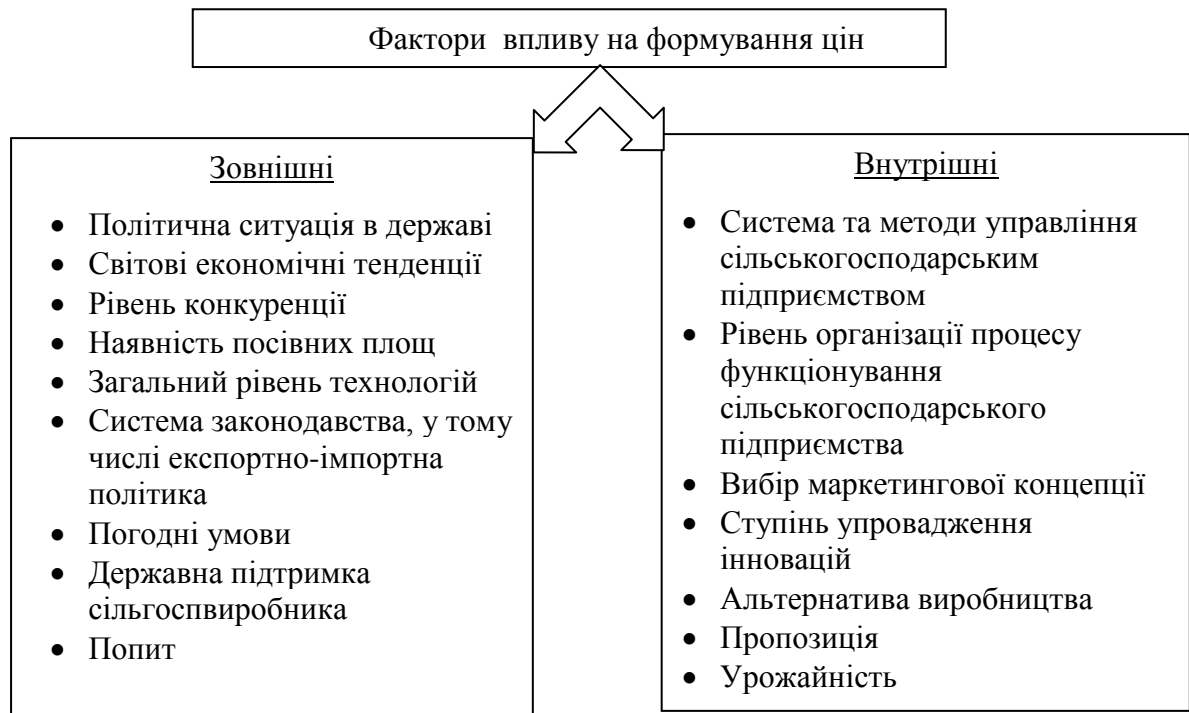 Фактори впливу на формування цін
Зовнішні
• Політична ситуація в державі
• Світові економічні тенденції
• Рівень конкуренції
• Наявність посівних площ
• Загальний рівень технологій
• Система законодавства, у тому
числі експортно-імпортна
політика
• Погодні умови
• Державна підтримка
сільгоспвиробника
• Попит
Внутрішні
• Система та методи управління
сільськогосподарським
підприємством
• Рівень організації процесу
функціонування
сільськогосподарського
підприємства
• Вибір маркетингової концепції
• Ступінь упровадження
інновацій
• Альтернатива виробництва
• Пропозиція
• Урожайність